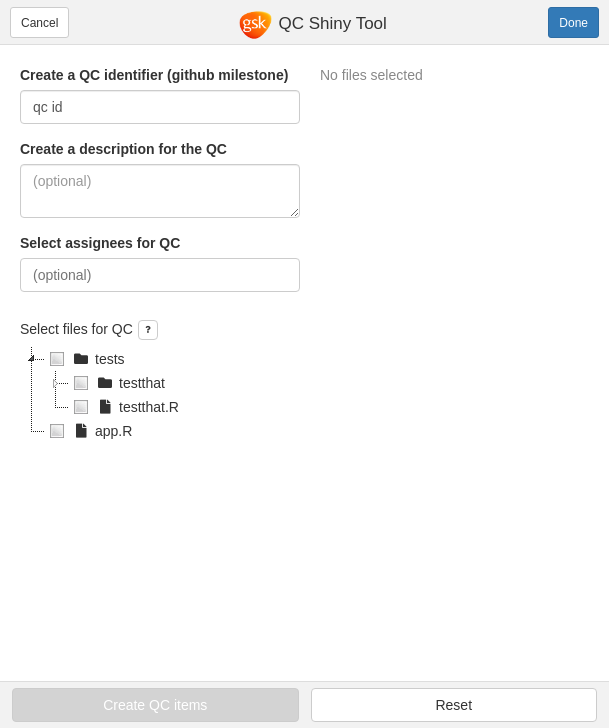 Cancel
gsk QC Shiny Tool
Done
Create a QC identifier (github milestone)
qc id
Create a description for the QC
(optional)
Select assignees for QC
(optional)
No files selected
Select files for QC ?
tests
testthat
testthat.R
app.R
Create QC items
Reset